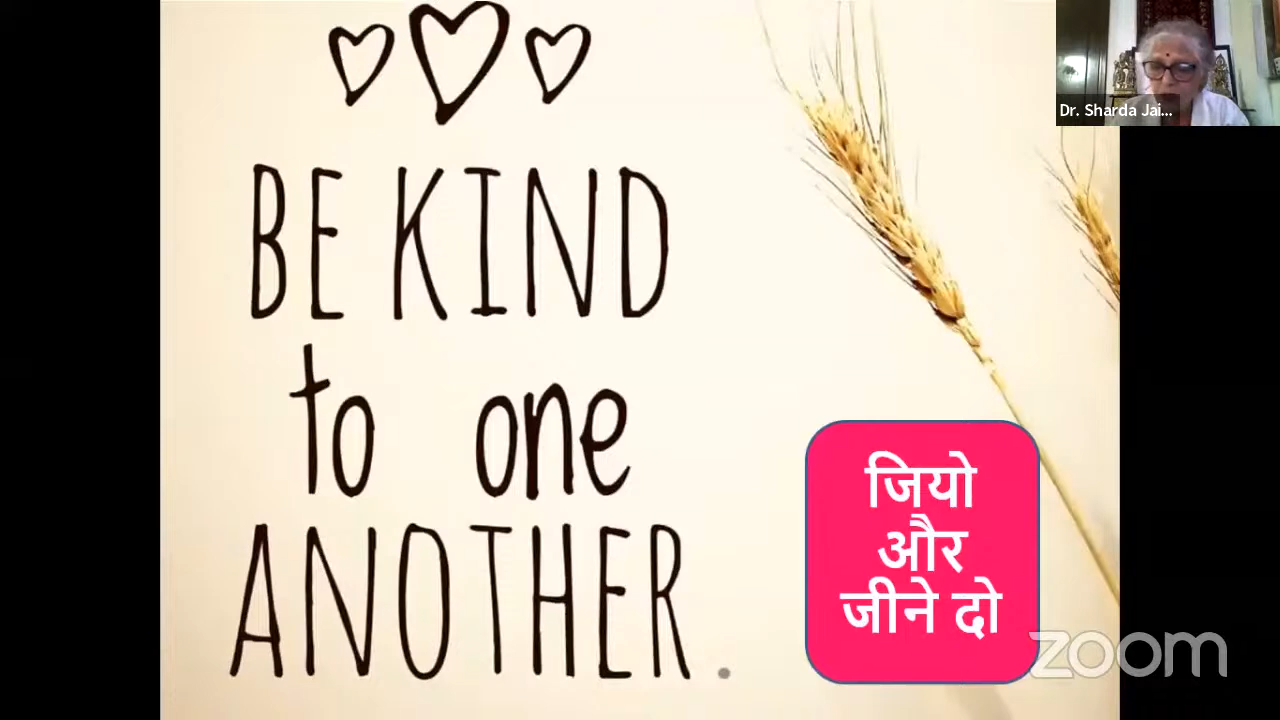 Dr. Sharda Jai...
BE KIND
to one
ANOTHER.
जियो
और
जीने दो
zoom